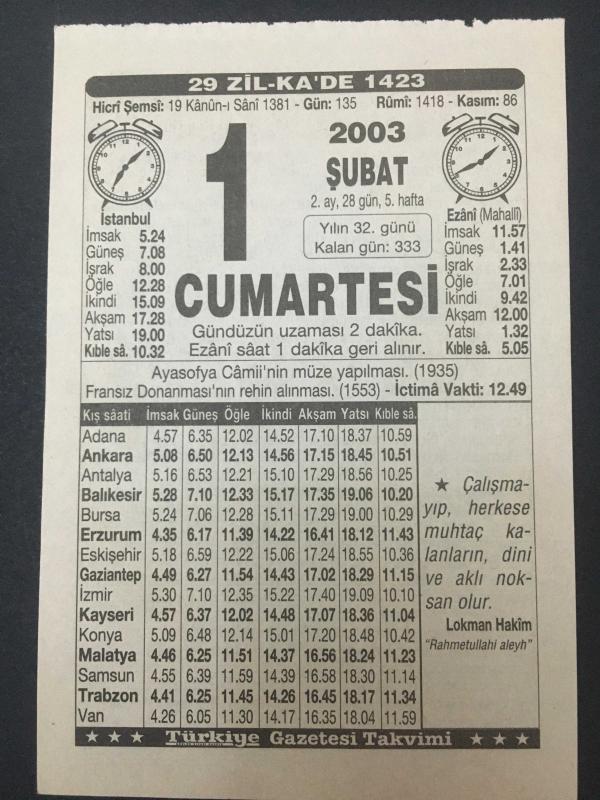 29 ZİL-KA'DE 1423
Hicrî Şemsî: 19 Kânûn-ı Sânî 1381 - Gün: 135 Rûmî: 1418 - Kasım: 86
1
2003
ŞUBAT
2. ay, 28 gün, 5. hafta
Yılın 32. günü
Kalan gün: 333
İstanbul
İmsak 5.24
Güneş 7.08
İşrak 8.00
Öğle 12.28
İkindi 15.09
Akşam 17.28
Yatsı 19.00
Kıble sâ. 10.32
Ezânî (Mahallî)
İmsak 11.57
Güneş 1.41
İşrak 2.33
Öğle 7.01
İkindi 9.42
Akşam 12.00
Yatsı 1.32
Kıble sâ. 5.05
CUMARTESİ
Gündüzün uzaması 2 dakîka.
Ezânî sâat 1 dakîka geri alınır.
Ayasofya Câmii'nin müze yapılması. (1935)
Fransız Donanması'nın rehin alınması. (1553) - İctimâ Vakti: 12.49
Kış sâati İmsak Güneş Öğle İkindi Akşam Yatsı Kıble sâ.
Adana 4.57 6.35 12.02 14.52 17.10 18.37 10.59
Ankara 5.08 6.50 12.13 14.56 17.15 18.45 10.51
Antalya 5.16 6.53 12.21 15.10 17.29 18.56 10.25
Balıkesir 5.28 7.10 12.33 15.17 17.35 19.06 10.20
Bursa 5.24 7.06 12.28 15.11 17.29 19.00 10.29
Erzurum 4.35 6.17 11.39 14.22 16.41 18.12 11.43
Eskişehir 5.18 6.59 12.22 15.06 17.24 18.55 10.36
Gaziantep 4.49 6.27 11.54 14.43 17.02 18.29 11.15
İzmir 5.30 7.10 12.35 15.22 17.40 19.09 10.10
Kayseri 4.57 6.37 12.02 14.48 17.07 18.36 11.04
Konya 5.09 6.48 12.14 15.01 17.20 18.48 10.42
Malatya 4.46 6.25 11.51 14.37 16.56 18.24 11.23
Samsun 4.55 6.39 11.59 14.39 16.58 18.30 11.14
Trabzon 4.41 6.25 11.45 14.26 16.45 18.17 11.34
Van 4.26 6.05 11.30 14.17 16.35 18.04 11.59
★ Çalışma-
yıp, herkese
muhtaç ka-
lanların, dini
ve aklı nok-
san olur.
Lokman Hakîm
"Rahmetullahi aleyh"
★ ★ ★ Türkiye Gazetesi Takvimi ★ ★ ★